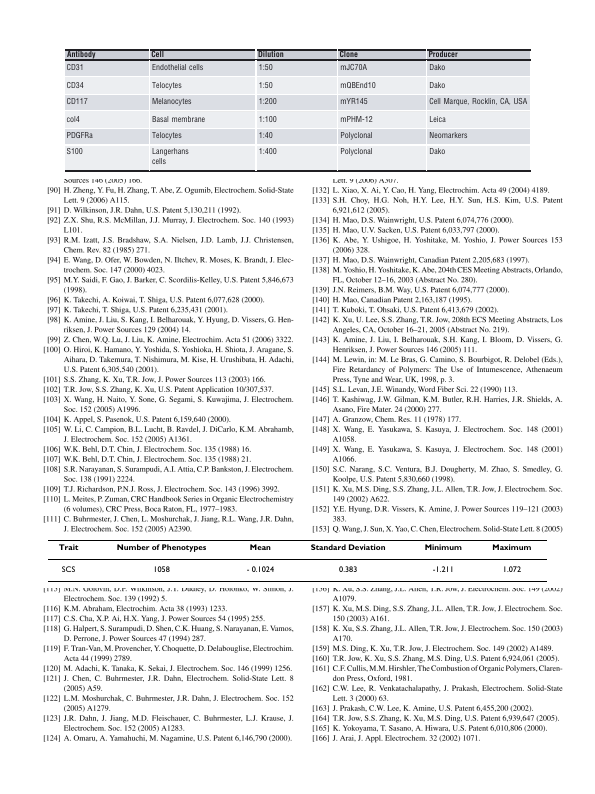 Antibody Cell Dilution Clone Producer
CD31 Endothelial cells 1:50 mJC70A Dako
CD34 Telocytes 1:50 mQBEnd10 Dako
CD117 Melanocytes 1:200 mYR145 Cell Marque, Rocklin, CA, USA
col4 Basal membrane 1:100 mPHM-12 Leica
PDGFRa Telocytes 1:40 Polyclonal Neomarkers
S100 Langerhans 1:400 Polyclonal Dako
cells
Sources 146 (2005) 166.
[90] H. Zheng, Y. Fu, H. Zhang, T. Abe, Z. Ogumib, Electrochem. Solid-State
Lett. 9 (2006) A115.
[91] D. Wilkinson, J.R. Dahn, U.S. Patent 5,130,211 (1992).
[92] Z.X. Shu, R.S. McMillan, J.J. Murray, J. Electrochem. Soc. 140 (1993)
L101.
[93] R.M. Izatt, J.S. Bradshaw, S.A. Nielsen, J.D. Lamb, J.J. Christensen,
Chem. Rev. 82 (1985) 271.
[94] E. Wang, D. Ofer, W. Bowden, N. Iltchev, R. Moses, K. Brandt, J. Elec-
trochem. Soc. 147 (2000) 4023.
[95] M.Y. Saidi, F. Gao, J. Barker, C. Scordilis-Kelley, U.S. Patent 5,846,673
(1998).
[96] K. Takechi, A. Koiwai, T. Shiga, U.S. Patent 6,077,628 (2000).
[97] K. Takechi, T. Shiga, U.S. Patent 6,235,431 (2001).
[98] K. Amine, J. Liu, S. Kang, I. Belharouak, Y. Hyung, D. Vissers, G. Hen-
riksen, J. Power Sources 129 (2004) 14.
[99] Z. Chen, W.Q. Lu, J. Liu, K. Amine, Electrochim. Acta 51 (2006) 3322.
[100] O. Hiroi, K. Hamano, Y. Yoshida, S. Yoshioka, H. Shiota, J. Aragane, S.
Aihara, D. Takemura, T. Nishimura, M. Kise, H. Urushibata, H. Adachi,
U.S. Patent 6,305,540 (2001).
[101] S.S. Zhang, K. Xu, T.R. Jow, J. Power Sources 113 (2003) 166.
[102] T.R. Jow, S.S. Zhang, K. Xu, U.S. Patent Application 10/307,537.
[103] X. Wang, H. Naito, Y. Sone, G. Segami, S. Kuwajima, J. Electrochem.
Soc. 152 (2005) A1996.
[104] K. Appel, S. Pasenok, U.S. Patent 6,159,640 (2000).
[105] W. Li, C. Campion, B.L. Lucht, B. Ravdel, J. DiCarlo, K.M. Abrahamh,
J. Electrochem. Soc. 152 (2005) A1361.
[106] W.K. Behl, D.T. Chin, J. Electrochem. Soc. 135 (1988) 16.
[107] W.K. Behl, D.T. Chin, J. Electrochem. Soc. 135 (1988) 21.
[108] S.R. Narayanan, S. Surampudi, A.I. Attia, C.P. Bankston, J. Electrochem.
Soc. 138 (1991) 2224.
[109] T.J. Richardson, P.N.J. Ross, J. Electrochem. Soc. 143 (1996) 3992.
[110] L. Meites, P. Zuman, CRC Handbook Series in Organic Electrochemistry
(6 volumes), CRC Press, Boca Raton, FL, 1977–1983.
[111] C. Buhrmester, J. Chen, L. Moshurchak, J. Jiang, R.L. Wang, J.R. Dahn,
J. Electrochem. Soc. 152 (2005) A2390.
Lett. 9 (2006) A307.
[132] L. Xiao, X. Ai, Y. Cao, H. Yang, Electrochim. Acta 49 (2004) 4189.
[133] S.H. Choy, H.G. Noh, H.Y. Lee, H.Y. Sun, H.S. Kim, U.S. Patent
6,921,612 (2005).
[134] H. Mao, D.S. Wainwright, U.S. Patent 6,074,776 (2000).
[135] H. Mao, U.V. Sacken, U.S. Patent 6,033,797 (2000).
[136] K. Abe, Y. Ushigoe, H. Yoshitake, M. Yoshio, J. Power Sources 153
(2006) 328.
[137] H. Mao, D.S. Wainwright, Canadian Patent 2,205,683 (1997).
[138] M. Yoshio, H. Yoshitake, K. Abe, 204th CES Meeting Abstracts, Orlando,
FL, October 12–16, 2003 (Abstract No. 280).
[139] J.N. Reimers, B.M. Way, U.S. Patent 6,074,777 (2000).
[140] H. Mao, Canadian Patent 2,163,187 (1995).
[141] T. Kuboki, T. Ohsaki, U.S. Patent 6,413,679 (2002).
[142] K. Xu, U. Lee, S.S. Zhang, T.R. Jow, 208th ECS Meeting Abstracts, Los
Angeles, CA, October 16–21, 2005 (Abstract No. 219).
[143] K. Amine, J. Liu, I. Belharouak, S.H. Kang, I. Bloom, D. Vissers, G.
Henriksen, J. Power Sources 146 (2005) 111.
[144] M. Lewin, in: M. Le Bras, G. Camino, S. Bourbigot, R. Delobel (Eds.),
Fire Retardancy of Polymers: The Use of Intumescence, Athenaeum
Press, Tyne and Wear, UK, 1998, p. 3.
[145] S.L. Levan, J.E. Winandy, Word Fiber Sci. 22 (1990) 113.
[146] T. Kashiwag, J.W. Gilman, K.M. Butler, R.H. Harries, J.R. Shields, A.
Asano, Fire Mater. 24 (2000) 277.
[147] A. Granzow, Chem. Res. 11 (1978) 177.
[148] X. Wang, E. Yasukawa, S. Kasuya, J. Electrochem. Soc. 148 (2001)
A1058.
[149] X. Wang, E. Yasukawa, S. Kasuya, J. Electrochem. Soc. 148 (2001)
A1066.
[150] S.C. Narang, S.C. Ventura, B.J. Dougherty, M. Zhao, S. Smedley, G.
Koolpe, U.S. Patent 5,830,660 (1998).
[151] K. Xu, M.S. Ding, S.S. Zhang, J.L. Allen, T.R. Jow, J. Electrochem. Soc.
149 (2002) A622.
[152] Y.E. Hyung, D.R. Vissers, K. Amine, J. Power Sources 119–121 (2003)
383.
[153] Q. Wang, J. Sun, X. Yao, C. Chen, Electrochem. Solid-State Lett. 8 (2005)
Trait Number of Phenotypes Mean Standard Deviation Minimum Maximum
SCS 1058 - 0.1024 0.383 -1.211 1.072
[115] M.N. Golovin, D.P. Wilkinson, J.T. Dudley, D. Holonko, W. Simon, J.
Electrochem. Soc. 139 (1992) 5.
[116] K.M. Abraham, Electrochim. Acta 38 (1993) 1233.
[117] C.S. Cha, X.P. Ai, H.X. Yang, J. Power Sources 54 (1995) 255.
[118] G. Halpert, S. Surampudi, D. Shen, C.K. Huang, S. Narayanan, E. Vamos,
D. Perrone, J. Power Sources 47 (1994) 287.
[119] F. Tran-Van, M. Provencher, Y. Choquette, D. Delabouglise, Electrochim.
Acta 44 (1999) 2789.
[120] M. Adachi, K. Tanaka, K. Sekai, J. Electrochem. Soc. 146 (1999) 1256.
[121] J. Chen, C. Buhrmester, J.R. Dahn, J. Electrochem. Solid-State Lett. 8
(2005) A59.
[122] L.M. Moshurchak, C. Buhrmester, J.R. Dahn, J. Electrochem. Soc. 152
(2005) A1279.
[123] J.R. Dahn, J. Jiang, M.D. Fleischauer, C. Buhrmester, L.J. Krause, J.
Electrochem. Soc. 152 (2005) A1283.
[124] A. Omaru, A. Yamahuchi, M. Nagamine, U.S. Patent 6,146,790 (2000).
[156] K. Xu, S.S. Zhang, J.L. Allen, T.R. Jow, J. Electrochem. Soc. 149 (2002)
A1079.
[157] K. Xu, M.S. Ding, S.S. Zhang, J.L. Allen, T.R. Jow, J. Electrochem. Soc.
150 (2003) A161.
[158] K. Xu, S.S. Zhang, J.L. Allen, T.R. Jow, J. Electrochem. Soc. 150 (2003)
A170.
[159] M.S. Ding, K. Xu, T.R. Jow, J. Electrochem. Soc. 149 (2002) A1489.
[160] T.R. Jow, K. Xu, S.S. Zhang, M.S. Ding, U.S. Patent 6,924,061 (2005).
[161] C.F. Cullis, M.M. Hirshler, The Combustion of Organic Polymers, Claren-
don Press, Oxford, 1981.
[162] C.W. Lee, R. Venkatachalapathy, J. Prakash, Electrochem. Solid-State
Lett. 3 (2000) 63.
[163] J. Prakash, C.W. Lee, K. Amine, U.S. Patent 6,455,200 (2002).
[164] T.R. Jow, S.S. Zhang, K. Xu, M.S. Ding, U.S. Patent 6,939,647 (2005).
[165] K. Yokoyama, T. Sasano, A. Hiwara, U.S. Patent 6,010,806 (2000).
[166] J. Arai, J. Appl. Electrochem. 32 (2002) 1071.